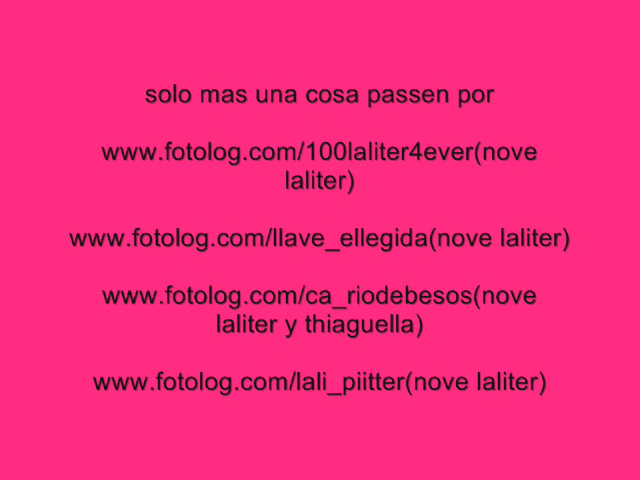 solo mas una cosa passen por
www.fotolog.com/100laliter4ever(nove
laliter)
www.fotolog.com/llave_ellegida(nove laliter)
www.fotolog.com/ca_riodebesos(nove
laliter y thiaguella)
www.fotolog.com/lali_piitter(nove laliter)